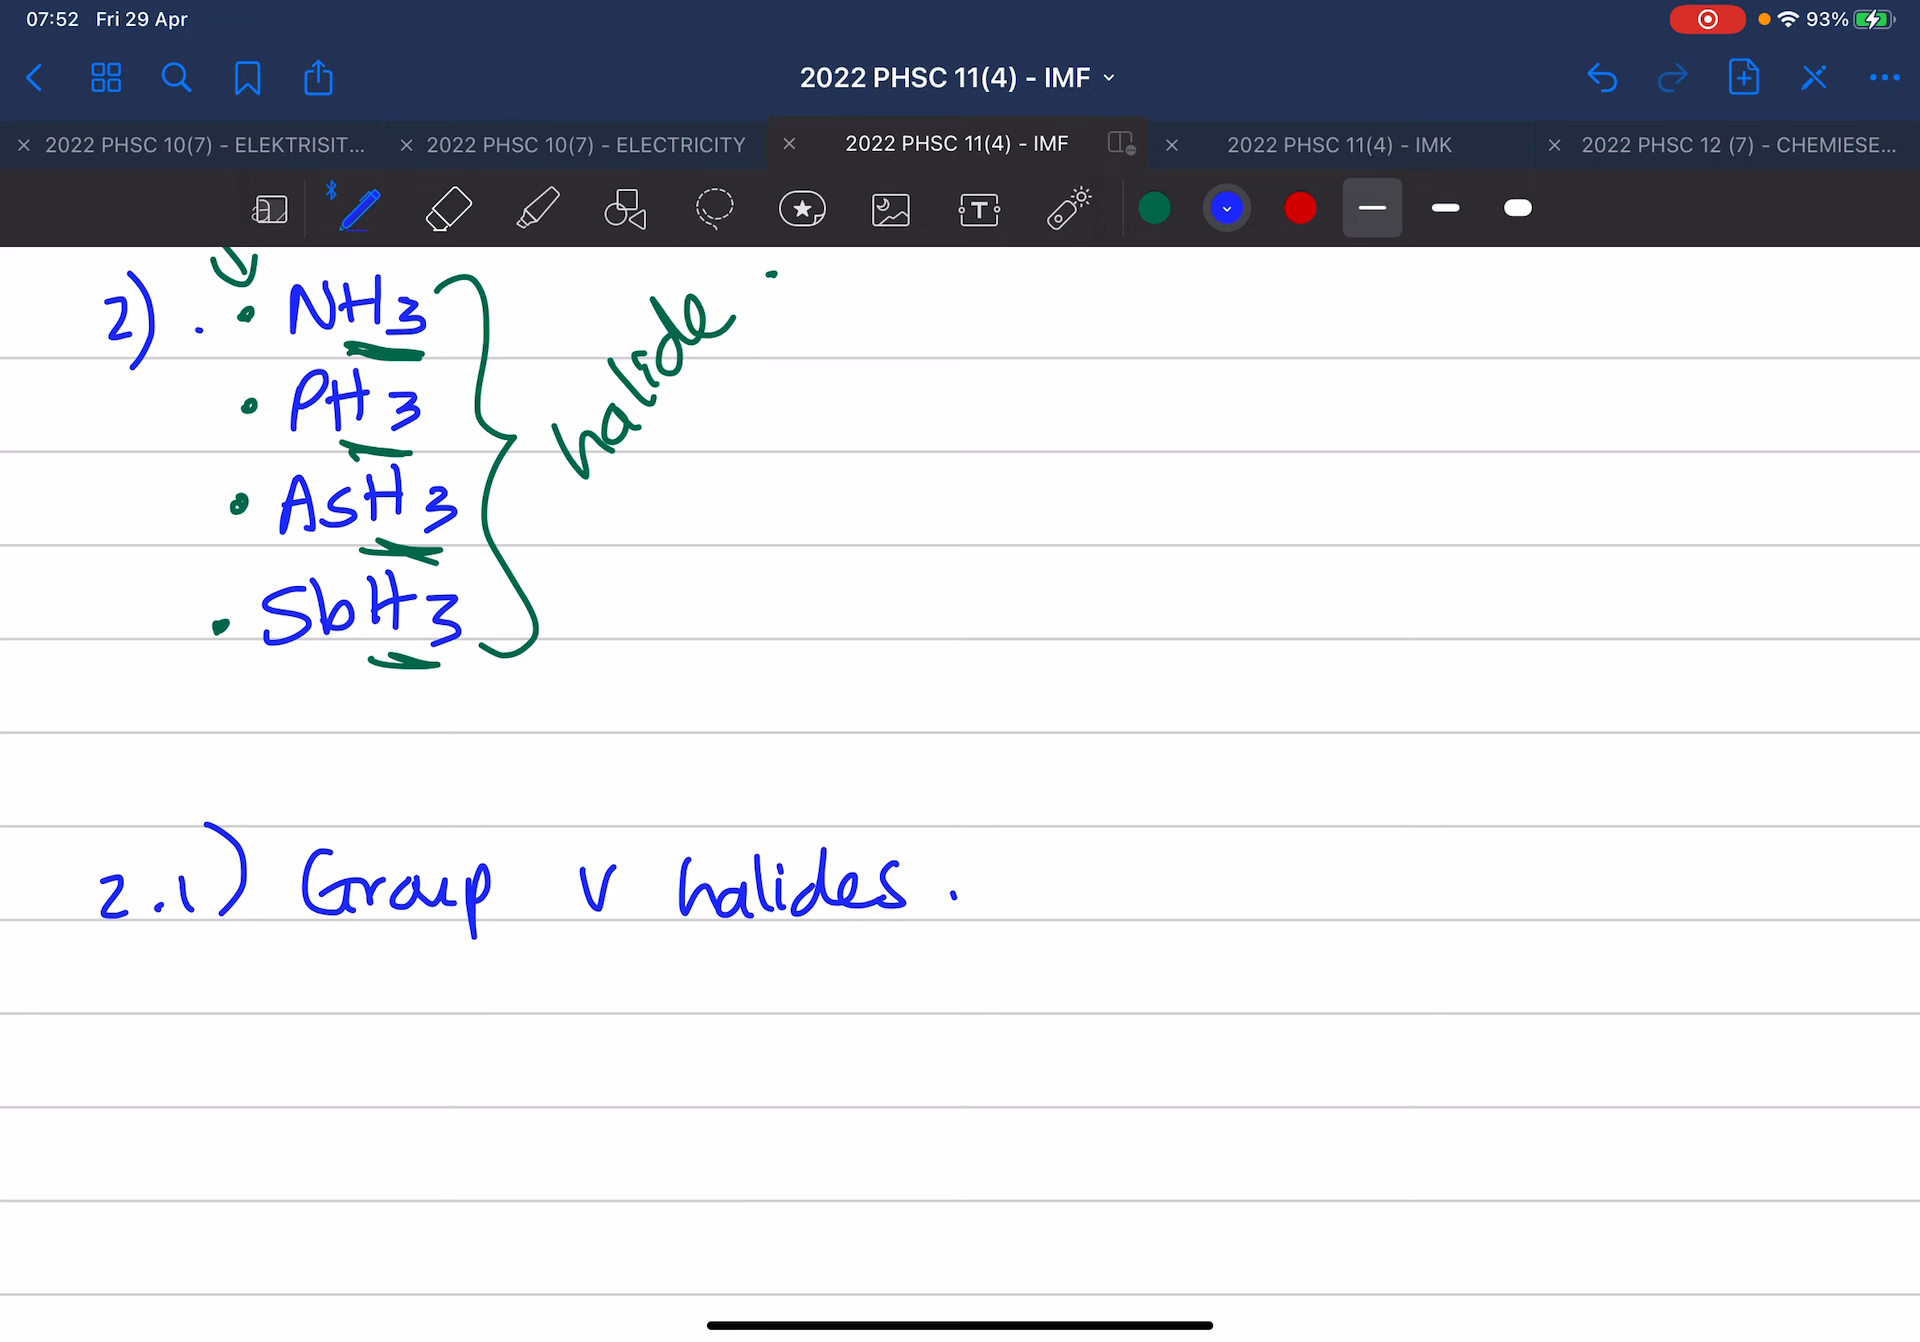 07:52 Fri 29 Apr 93%
2022 PHSC 11(4) - IMF
2022 PHSC 10(7) - ELEKTRISIT... 2022 PHSC 10(7) - ELECTRICITY 2022 PHSC 11(4) - IMF 2022 PHSC 11(4) - IMK 2022 PHSC 12 (7) - CHEMIESE...
2) . • NH3
• PH3
• AsH3
• SbH3
halide
2.1) Group V halides.